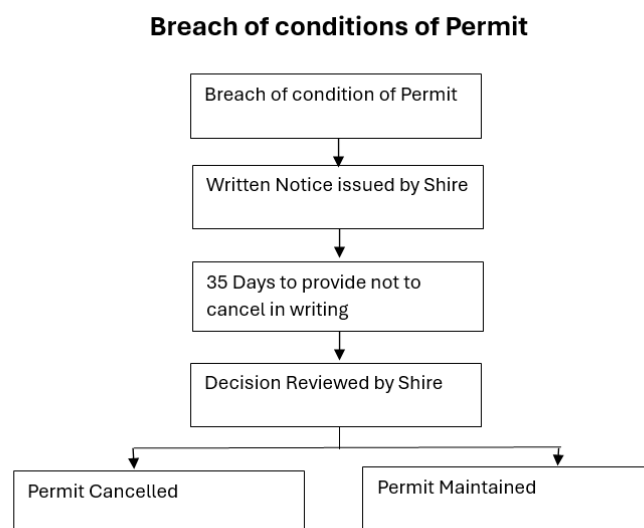 Breach of conditions of Permit
Breach of condition of Permit
Written Notice issued by Shire
35 Days to provide not to
cancel in writing
Decision Reviewed by Shire
Permit Cancelled
Permit Maintained